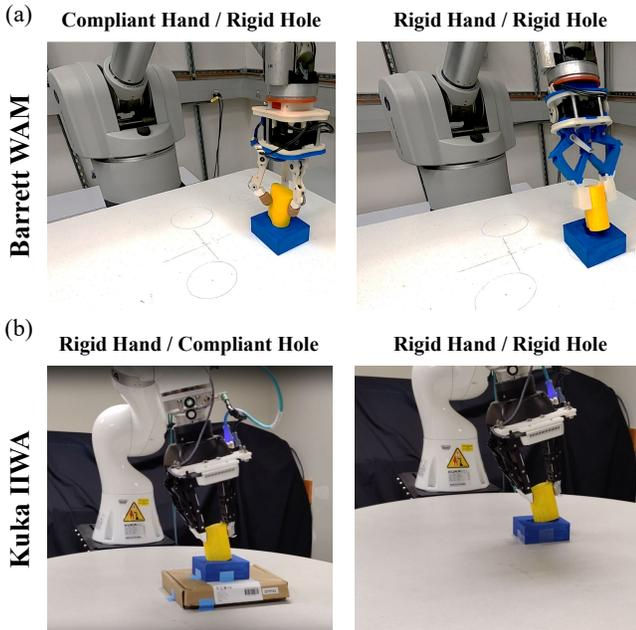 (a)
Compliant Hand / Rigid Hole
Rigid Hand / Rigid Hole
Barrett WAM
(b)
Rigid Hand / Compliant Hole
Rigid Hand / Rigid Hole
Kuka IIWA
KUKA